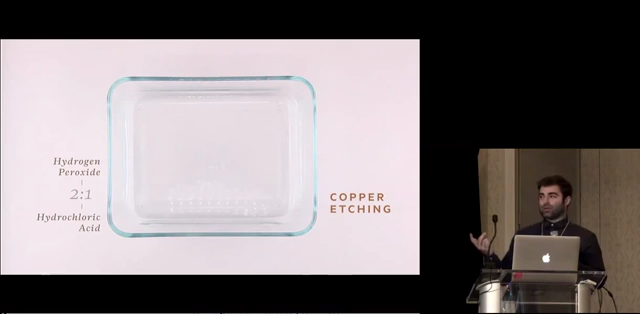 Hydrogen
Peroxide
2:1
Hydrochloric
Acid
COPPER
ETCHING